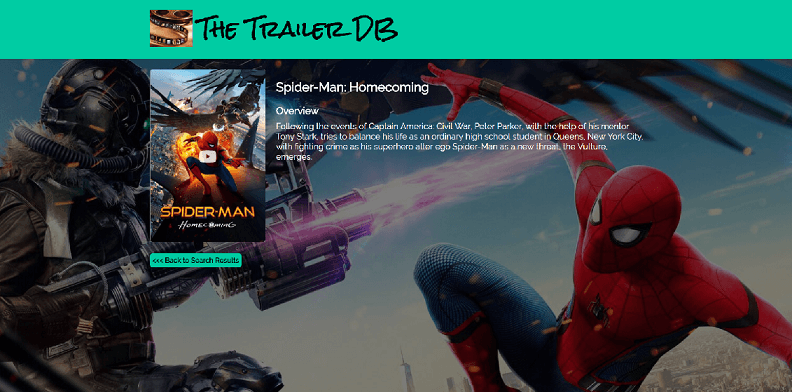 The Trailer DB
Spider-Man: Homecoming
Overview
Following the events of Captain America: Civil War, Peter Parker, with the help of his mentor
Tony Stark, tries to balance his life as an ordinary high school student in Queens, New York City,
with fighting crime as his superhero alter ego Spider-Man as a new threat, the Vulture,
emerges.
SPIDER-MAN
HOMECOMING
<<< Back to Search Results